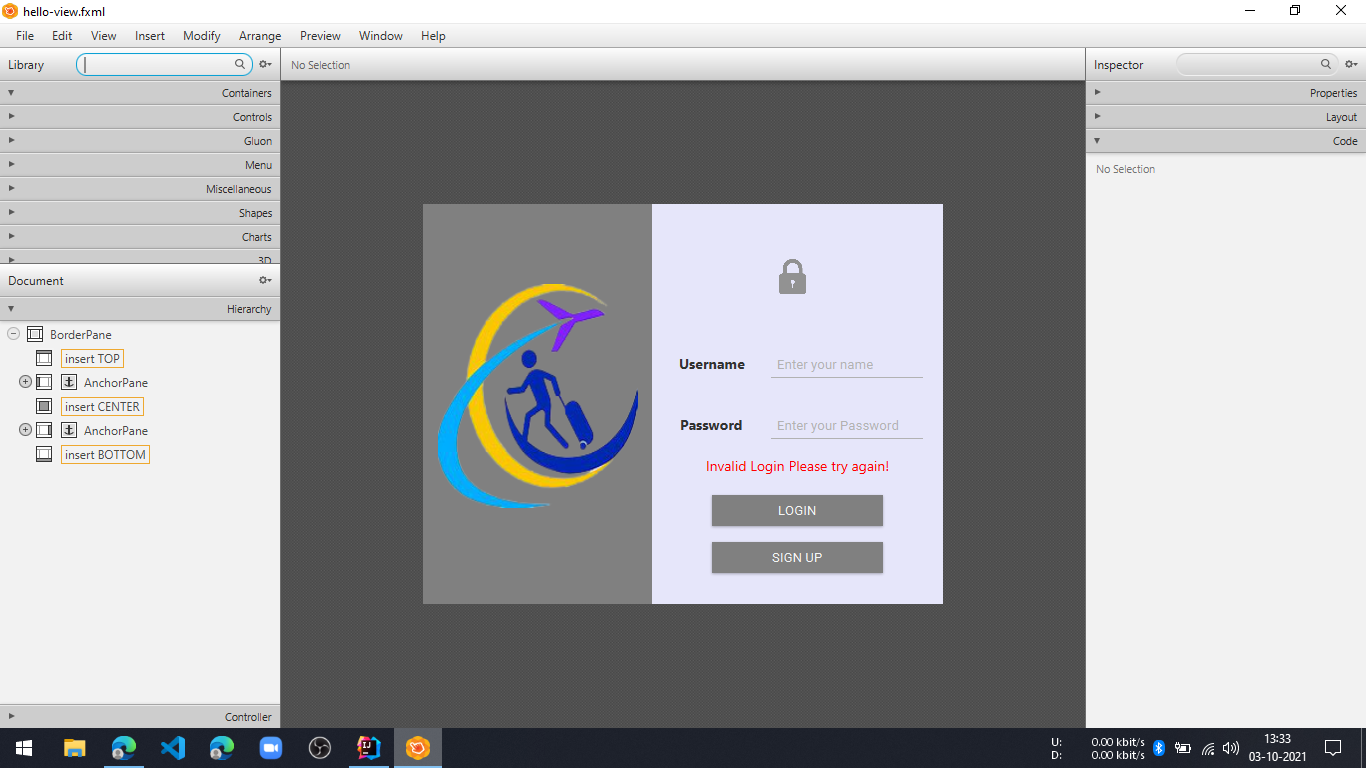 hello-view.fxml
File Edit View Insert Modify Arrange Preview Window Help
Library
No Selection
Inspector
Containers
Controls
Gluon
Menu
Miscellaneous
Shapes
Charts
3D
Properties
Layout
Code
No Selection
Document
Hierarchy
BorderPane
insert TOP
AnchorPane
insert CENTER
AnchorPane
insert BOTTOM
Controller
Username
Enter your name
Password
Enter your Password
Invalid Login Please try again!
LOGIN
SIGN UP
IJ
U: 0.00 kbit/s
D: 0.00 kbit/s
13:33
03-10-2021